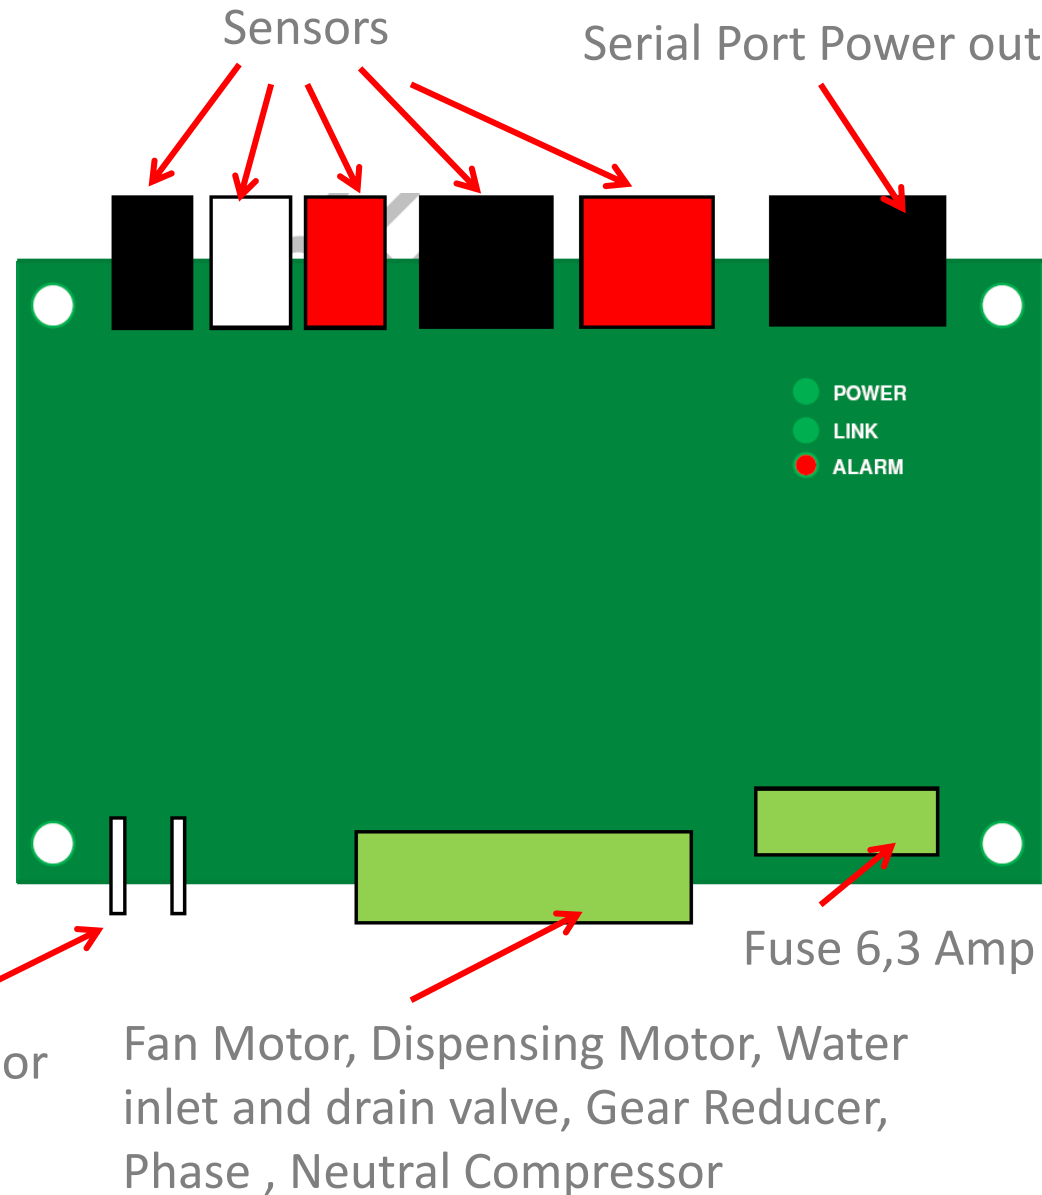 Sensors
Serial Port Power out
POWER
LINK
ALARM
Fuse 6,3 Amp
or
Fan Motor, Dispensing Motor, Water
inlet and drain valve, Gear Reducer,
Phase , Neutral Compressor